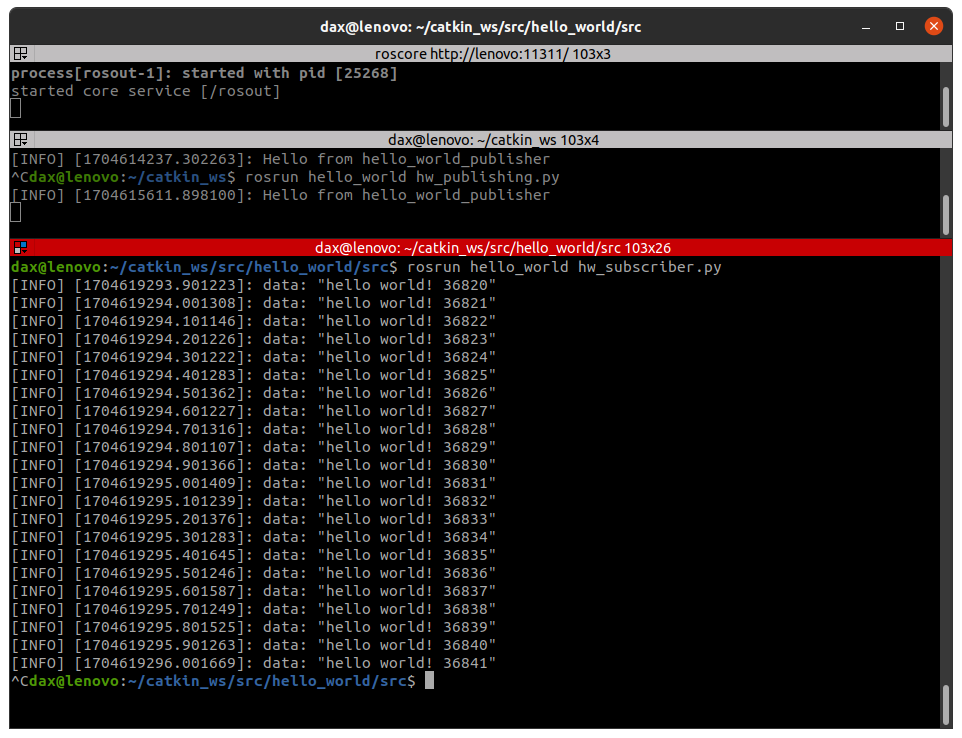 dax@lenovo: ~/catkin_ws/src/hello_world/src
roscore http://lenovo:11311/ 103x3
process[rosout-1]: started with pid [25268]
started core service [/rosout]
dax@lenovo: ~/catkin_ws 103x4
[INFO] [1704614237.302263]: Hello from hello_world_publisher
^Cdax@lenovo:~/catkin_ws$ rosrun hello_world hw_publishing.py
[INFO] [1704615611.898100]: Hello from hello_world_publisher
dax@lenovo: ~/catkin_ws/src/hello_world/src 103x26
dax@lenovo:~/catkin_ws/src/hello_world/src$ rosrun hello_world hw_subscriber.py
[INFO] [1704619293.901223]: data: "hello world! 36820"
[INFO] [1704619294.001308]: data: "hello world! 36821"
[INFO] [1704619294.101146]: data: "hello world! 36822"
[INFO] [1704619294.201226]: data: "hello world! 36823"
[INFO] [1704619294.301222]: data: "hello world! 36824"
[INFO] [1704619294.401283]: data: "hello world! 36825"
[INFO] [1704619294.501362]: data: "hello world! 36826"
[INFO] [1704619294.601227]: data: "hello world! 36827"
[INFO] [1704619294.701316]: data: "hello world! 36828"
[INFO] [1704619294.801107]: data: "hello world! 36829"
[INFO] [1704619294.901366]: data: "hello world! 36830"
[INFO] [1704619295.001409]: data: "hello world! 36831"
[INFO] [1704619295.101239]: data: "hello world! 36832"
[INFO] [1704619295.201376]: data: "hello world! 36833"
[INFO] [1704619295.301283]: data: "hello world! 36834"
[INFO] [1704619295.401645]: data: "hello world! 36835"
[INFO] [1704619295.501246]: data: "hello world! 36836"
[INFO] [1704619295.601587]: data: "hello world! 36837"
[INFO] [1704619295.701249]: data: "hello world! 36838"
[INFO] [1704619295.801525]: data: "hello world! 36839"
[INFO] [1704619295.901263]: data: "hello world! 36840"
[INFO] [1704619296.001669]: data: "hello world! 36841"
^Cdax@lenovo:~/catkin_ws/src/hello_world/src$